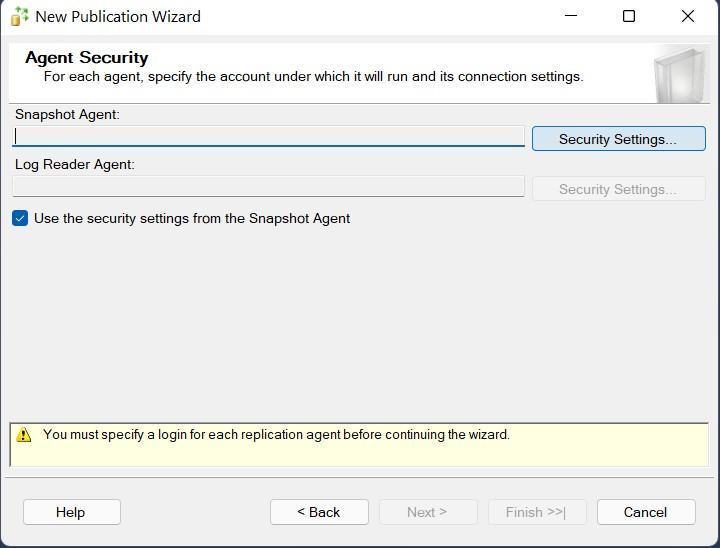 New Publication Wizard
Agent Security
For each agent, specify the account under which it will run and its connection settings.
Snapshot Agent:
Security Settings...
Log Reader Agent:
Security Settings...
Use the security settings from the Snapshot Agent
You must specify a login for each replication agent before continuing the wizard.
Help
< Back
Next >
Finish >>|
Cancel